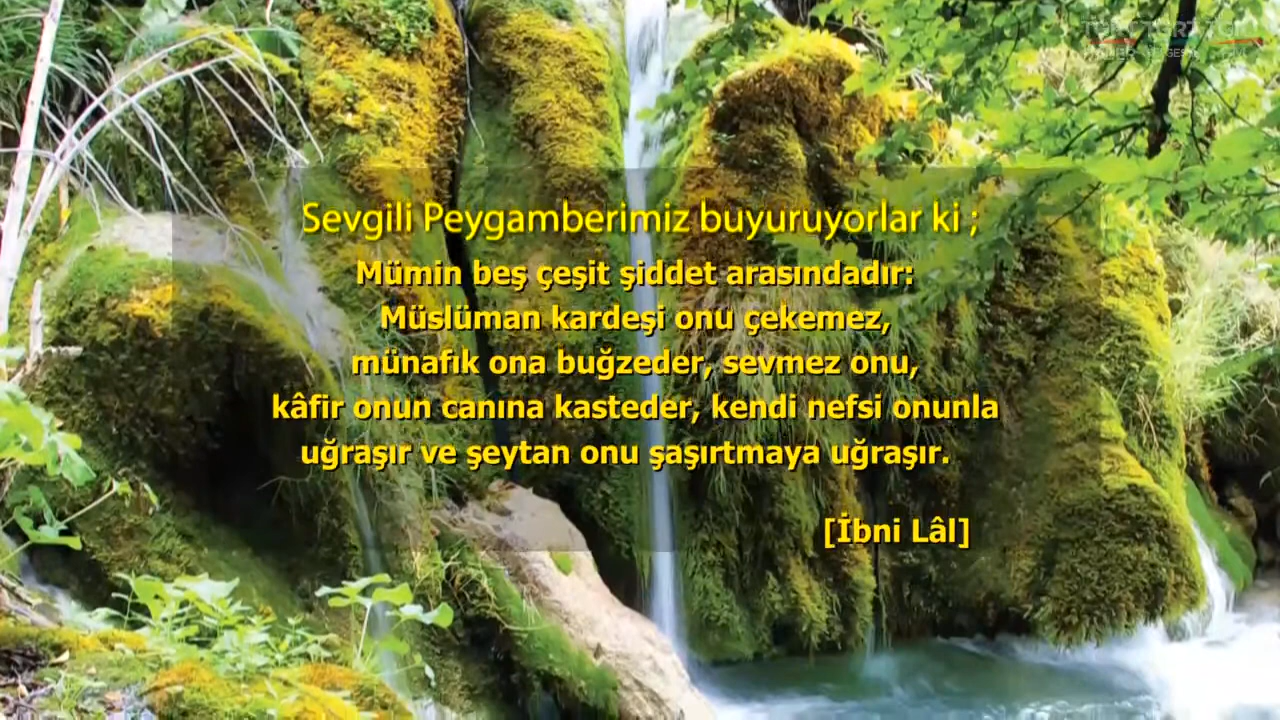 Sevgili Peygamberimiz buyuruyorlar ki ;
Mümin beş çeşit şiddet arasındadır:
Müslüman kardeşi onu çekemez,
münafık ona buğzeder, sevmez onu,
kâfir onun canına kasteder, kendi nefsi onunla
uğraşır ve şeytan onu şaşırtmaya uğraşır.
[İbni Lâl]